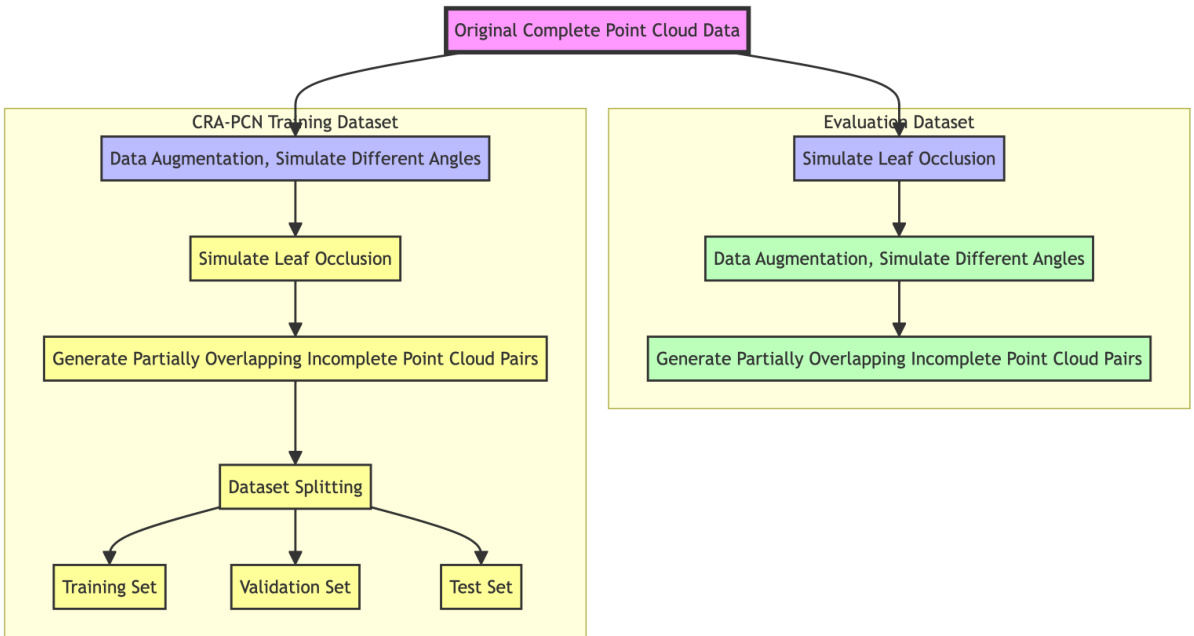 Original Complete Point Cloud Data
CRA-PCN Training Dataset
Data Augmentation, Simulate Different Angles
Simulate Leaf Occlusion
Generate Partially Overlapping Incomplete Point Cloud Pairs
Dataset Splitting
Training Set
Validation Set
Test Set
Evaluation Dataset
Simulate Leaf Occlusion
Data Augmentation, Simulate Different Angles
Generate Partially Overlapping Incomplete Point Cloud Pairs